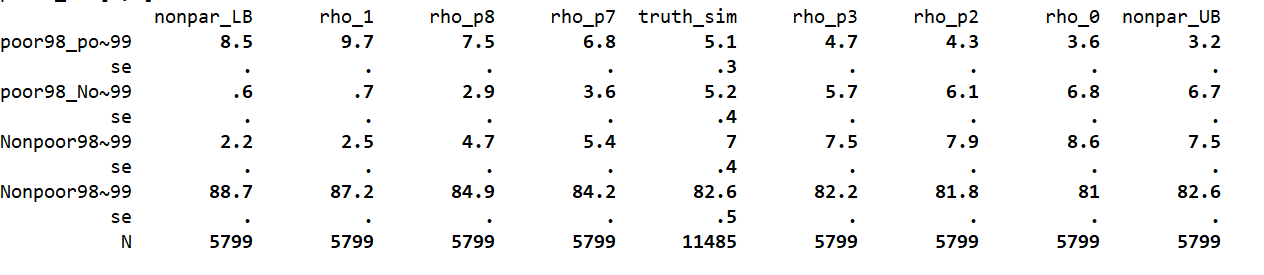 nonpar_LB rho_1 rho_p8 rho_p7 truth_sim rho_p3 rho_p2 rho_0 nonpar_UB
poor98_po~99 8.5 9.7 7.5 6.8 5.1 4.7 4.3 3.6 3.2
se . . . . .3 . . . .
poor98_No~99 .6 .7 2.9 3.6 5.2 5.7 6.1 6.8 6.7
se . . . . .4 . . . .
Nonpoor98~99 2.2 2.5 4.7 5.4 7 7.5 7.9 8.6 7.5
se . . . . .4 . . . .
Nonpoor98~99 88.7 87.2 84.9 84.2 82.6 82.2 81.8 81 82.6
se . . . . .5 . . . .
N 5799 5799 5799 5799 11485 5799 5799 5799 5799